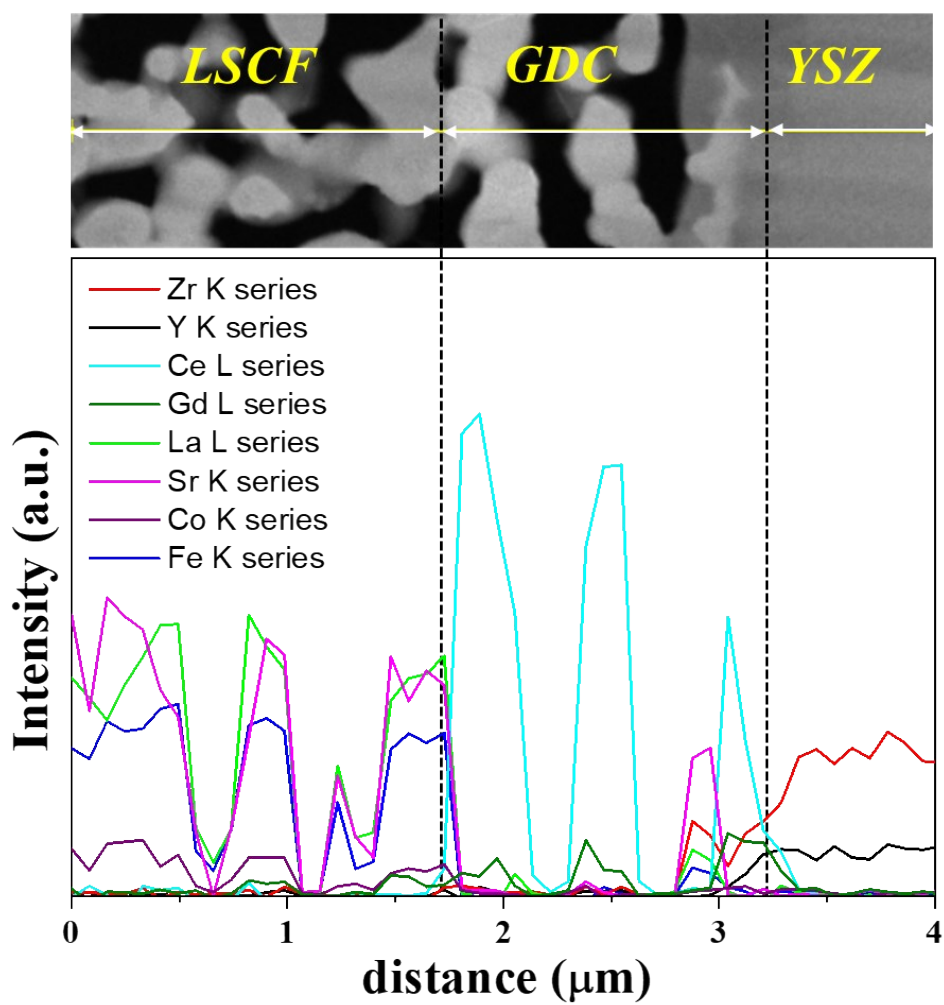 LSCF GDC YSZ
Zr K series
Y K series
Ce L series
Gd L series
La L series
Sr K series
Co K series
Fe K series
Intensity (a.u.)
0 1 2 3 4
distance (μm)